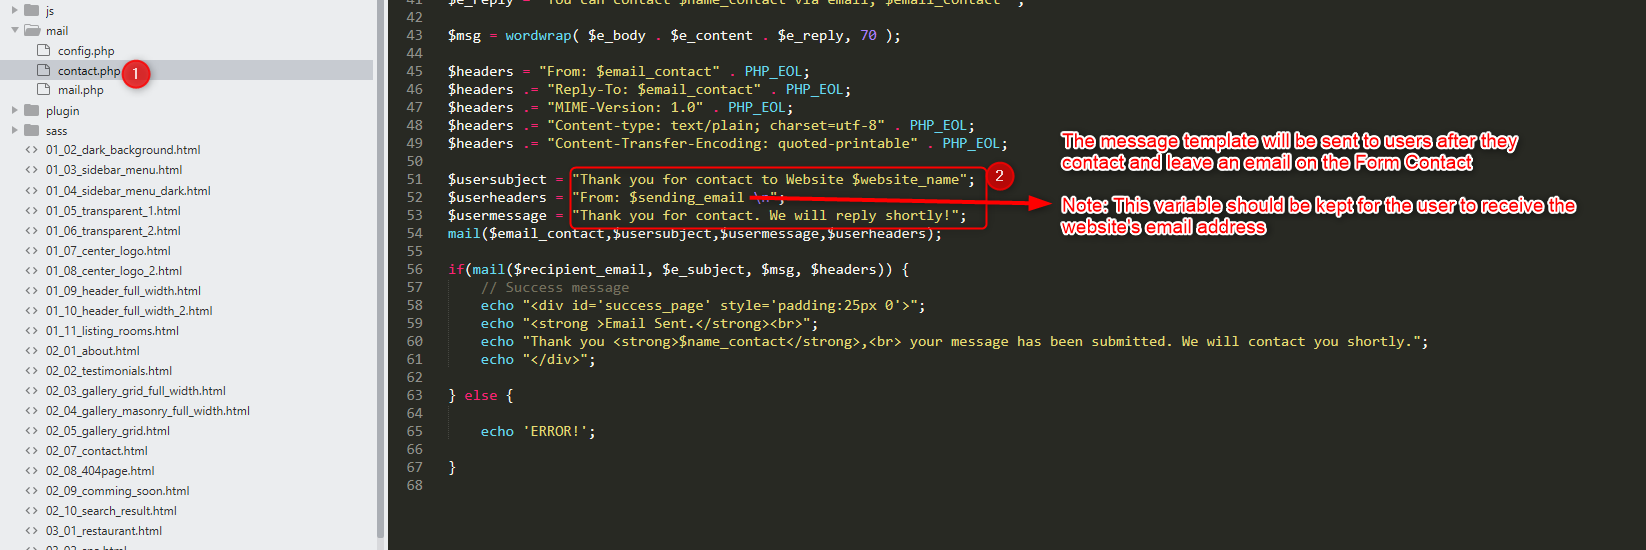 js
mail
config.php
contact.php
1
mail.php
plugin
sass
01_02_dark_background.html
01_03_sidebar_menu.html
01_04_sidebar_menu_dark.html
01_05_transparent_1.html
01_06_transparent_2.html
01_07_center_logo.html
01_08_center_logo_2.html
01_09_header_full_width.html
01_10_header_full_width_2.html
01_11_listing_rooms.html
02_01_about.html
02_02_testimonials.html
02_03_gallery_grid_full_width.html
02_04_gallery_masonry_full_width.html
02_05_gallery_grid.html
02_07_contact.html
02_08_404page.html
02_09_comming_soon.html
02_10_search_result.html
03_01_restaurant.html
41 $e_reply = "You can contact $name_contact via email, $email_contact";
42
43 $msg = wordwrap( $e_body . $e_content . $e_reply, 70 );
44
45 $headers = "From: $email_contact" . PHP_EOL;
46 $headers .= "Reply-To: $email_contact" . PHP_EOL;
47 $headers .= "MIME-Version: 1.0" . PHP_EOL;
48 $headers .= "Content-type: text/plain; charset=utf-8" . PHP_EOL;
49 $headers .= "Content-Transfer-Encoding: quoted-printable" . PHP_EOL;
50
51 $usersubject = "Thank you for contact to Website $website_name";
52 $userheaders = "From: $sending_email \n";
53 $usermessage = "Thank you for contact. We will reply shortly!";
54 mail($email_contact,$usersubject,$usermessage,$userheaders);
55
56 if(mail($recipient_email, $e_subject, $msg, $headers)) {
57 // Success message
58 echo "<div id='success_page' style='padding:25px 0'>";
59 echo "<strong >Email Sent.</strong><br>";
60 echo "Thank you <strong>$name_contact</strong>,<br> your message has been submitted. We will contact you shortly.";
61 echo "</div>";
62
63 } else {
64
65 echo 'ERROR!';
66
67 }
68
2
The message template will be sent to users after they
contact and leave an email on the Form Contact
Note: This variable should be kept for the user to receive the
website's email address